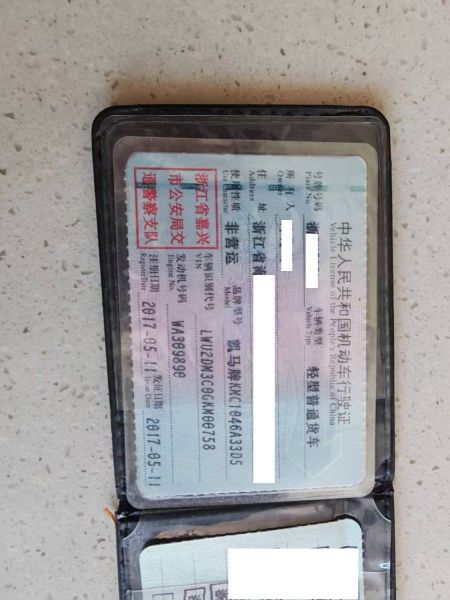 中华人民共和国机动车行驶证
Vehicle License of the People's Republic of China
号牌号码 浙 车辆类型 轻型普通货车
Plate No. Vehicle Type
所有人
Owner
住址 浙江省
Address
使用性质 非营运 品牌型号 凯马牌KMC1046A33D5
Use Character Model
浙江省嘉兴
市公安局交
通警察支队
车辆识别代号 LWU2DM3C0GKM00758
VIN
发动机号码 WA309890
Engine No.
注册日期 2017-05-11 发证日期 2017-05-11
Register Date Issue Date